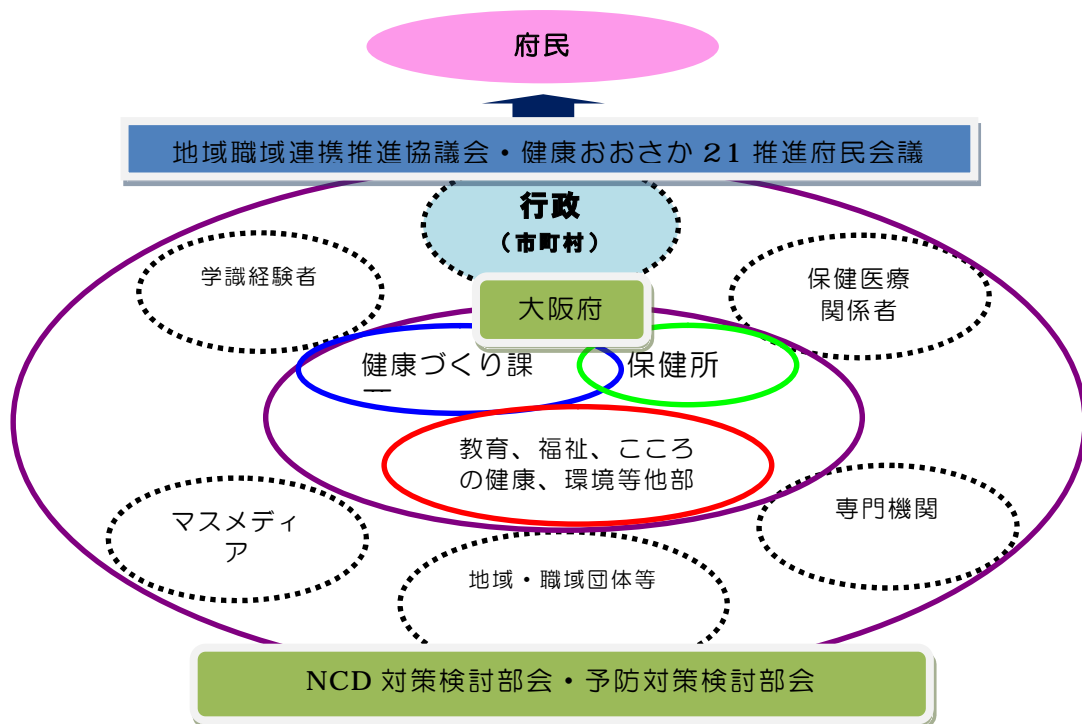 府民
地域職域連携推進協議会・健康おおさか 21 推進府民会議
行政
（市町村）
学識経験者
保健医療
関係者
大阪府
健康づくり課
保健所
教育、福祉、こころ
の健康、環境等他部
専門機関
マスメディ
ア
地域・職域団体等
NCD 対策検討部会・予防対策検討部会